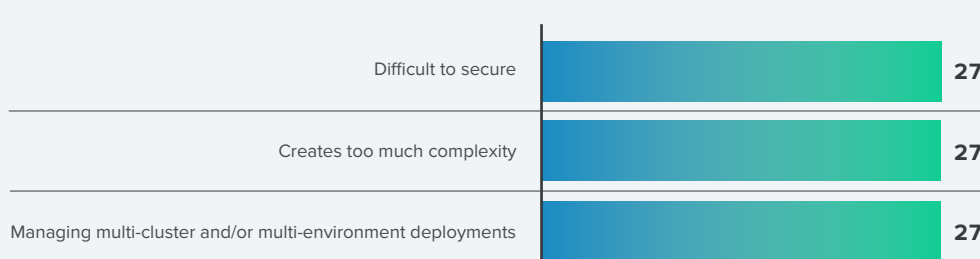 Difficult to secure
27
Creates too much complexity
27
Managing multi-cluster and/or multi-environment deployments
27